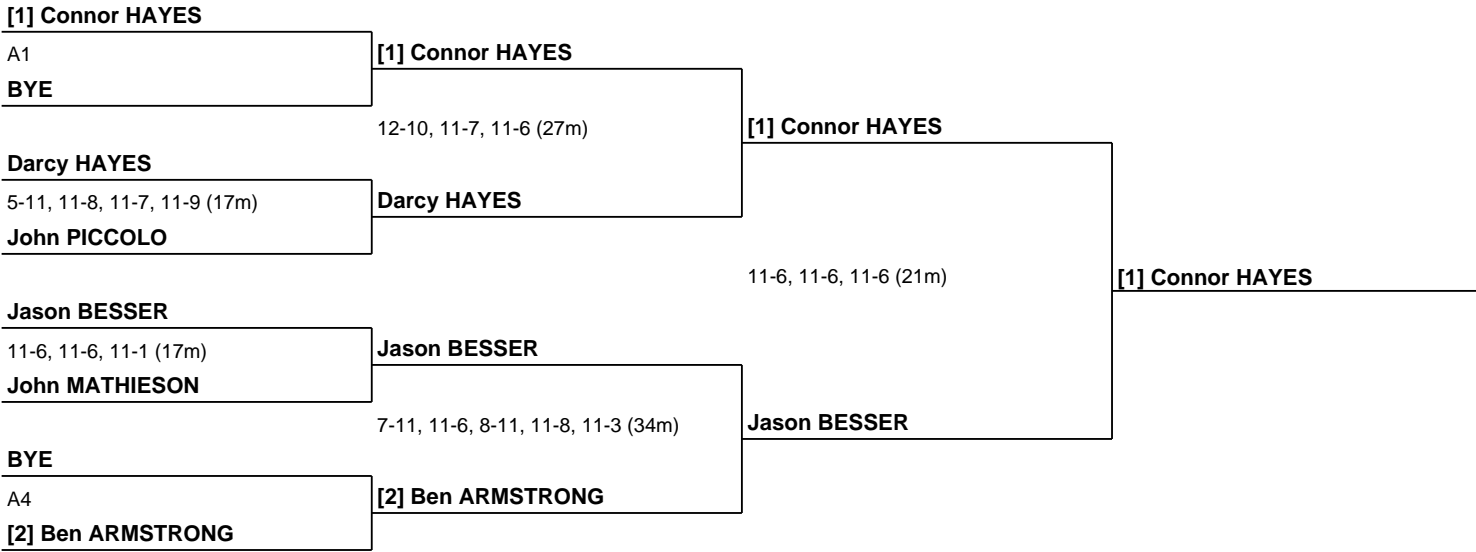 [1] Connor HAYES
A1
BYE
[1] Connor HAYES
12-10, 11-7, 11-6 (27m)
Darcy HAYES
5-11, 11-8, 11-7, 11-9 (17m)
John PICCOLO
Darcy HAYES
[1] Connor HAYES
11-6, 11-6, 11-6 (21m)
[1] Connor HAYES
Jason BESSER
11-6, 11-6, 11-1 (17m)
John MATHIESON
Jason BESSER
7-11, 11-6, 8-11, 11-8, 11-3 (34m)
Jason BESSER
BYE
A4
[2] Ben ARMSTRONG
[2] Ben ARMSTRONG